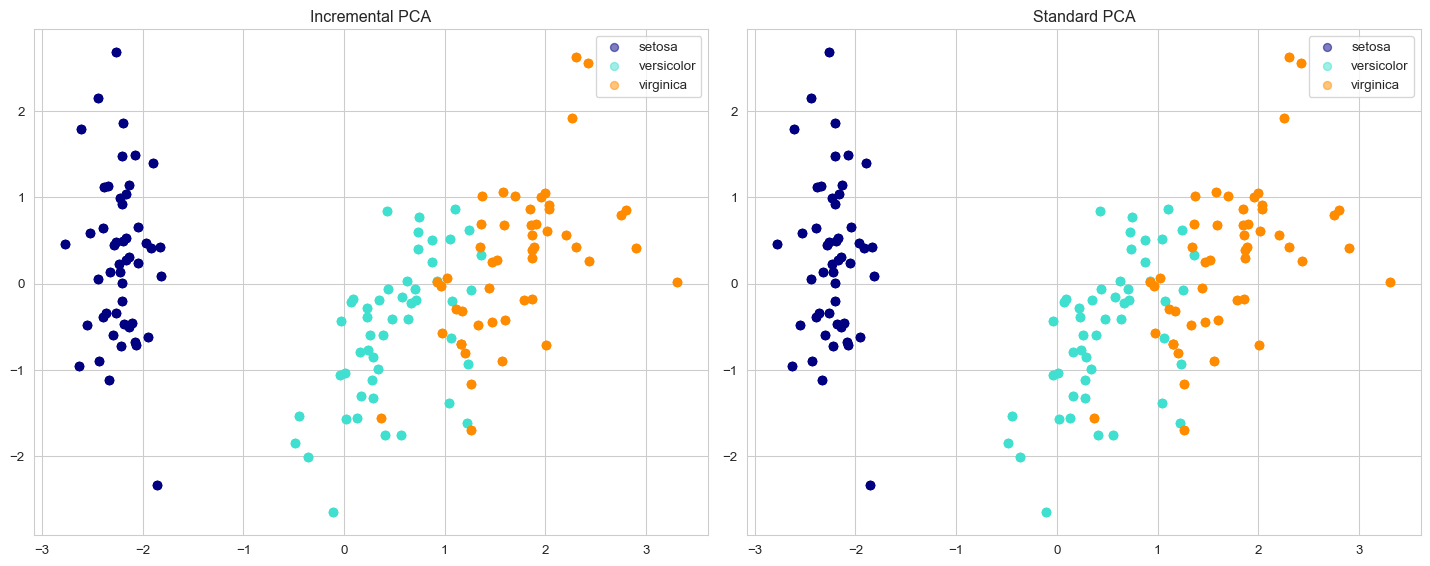 Incremental PCA
setosa
versicolor
virginica
2
1
0
−1
−2
−3 −2 −1 0 1 2 3
Standard PCA
setosa
versicolor
virginica
2
1
0
−1
−2
−3 −2 −1 0 1 2 3